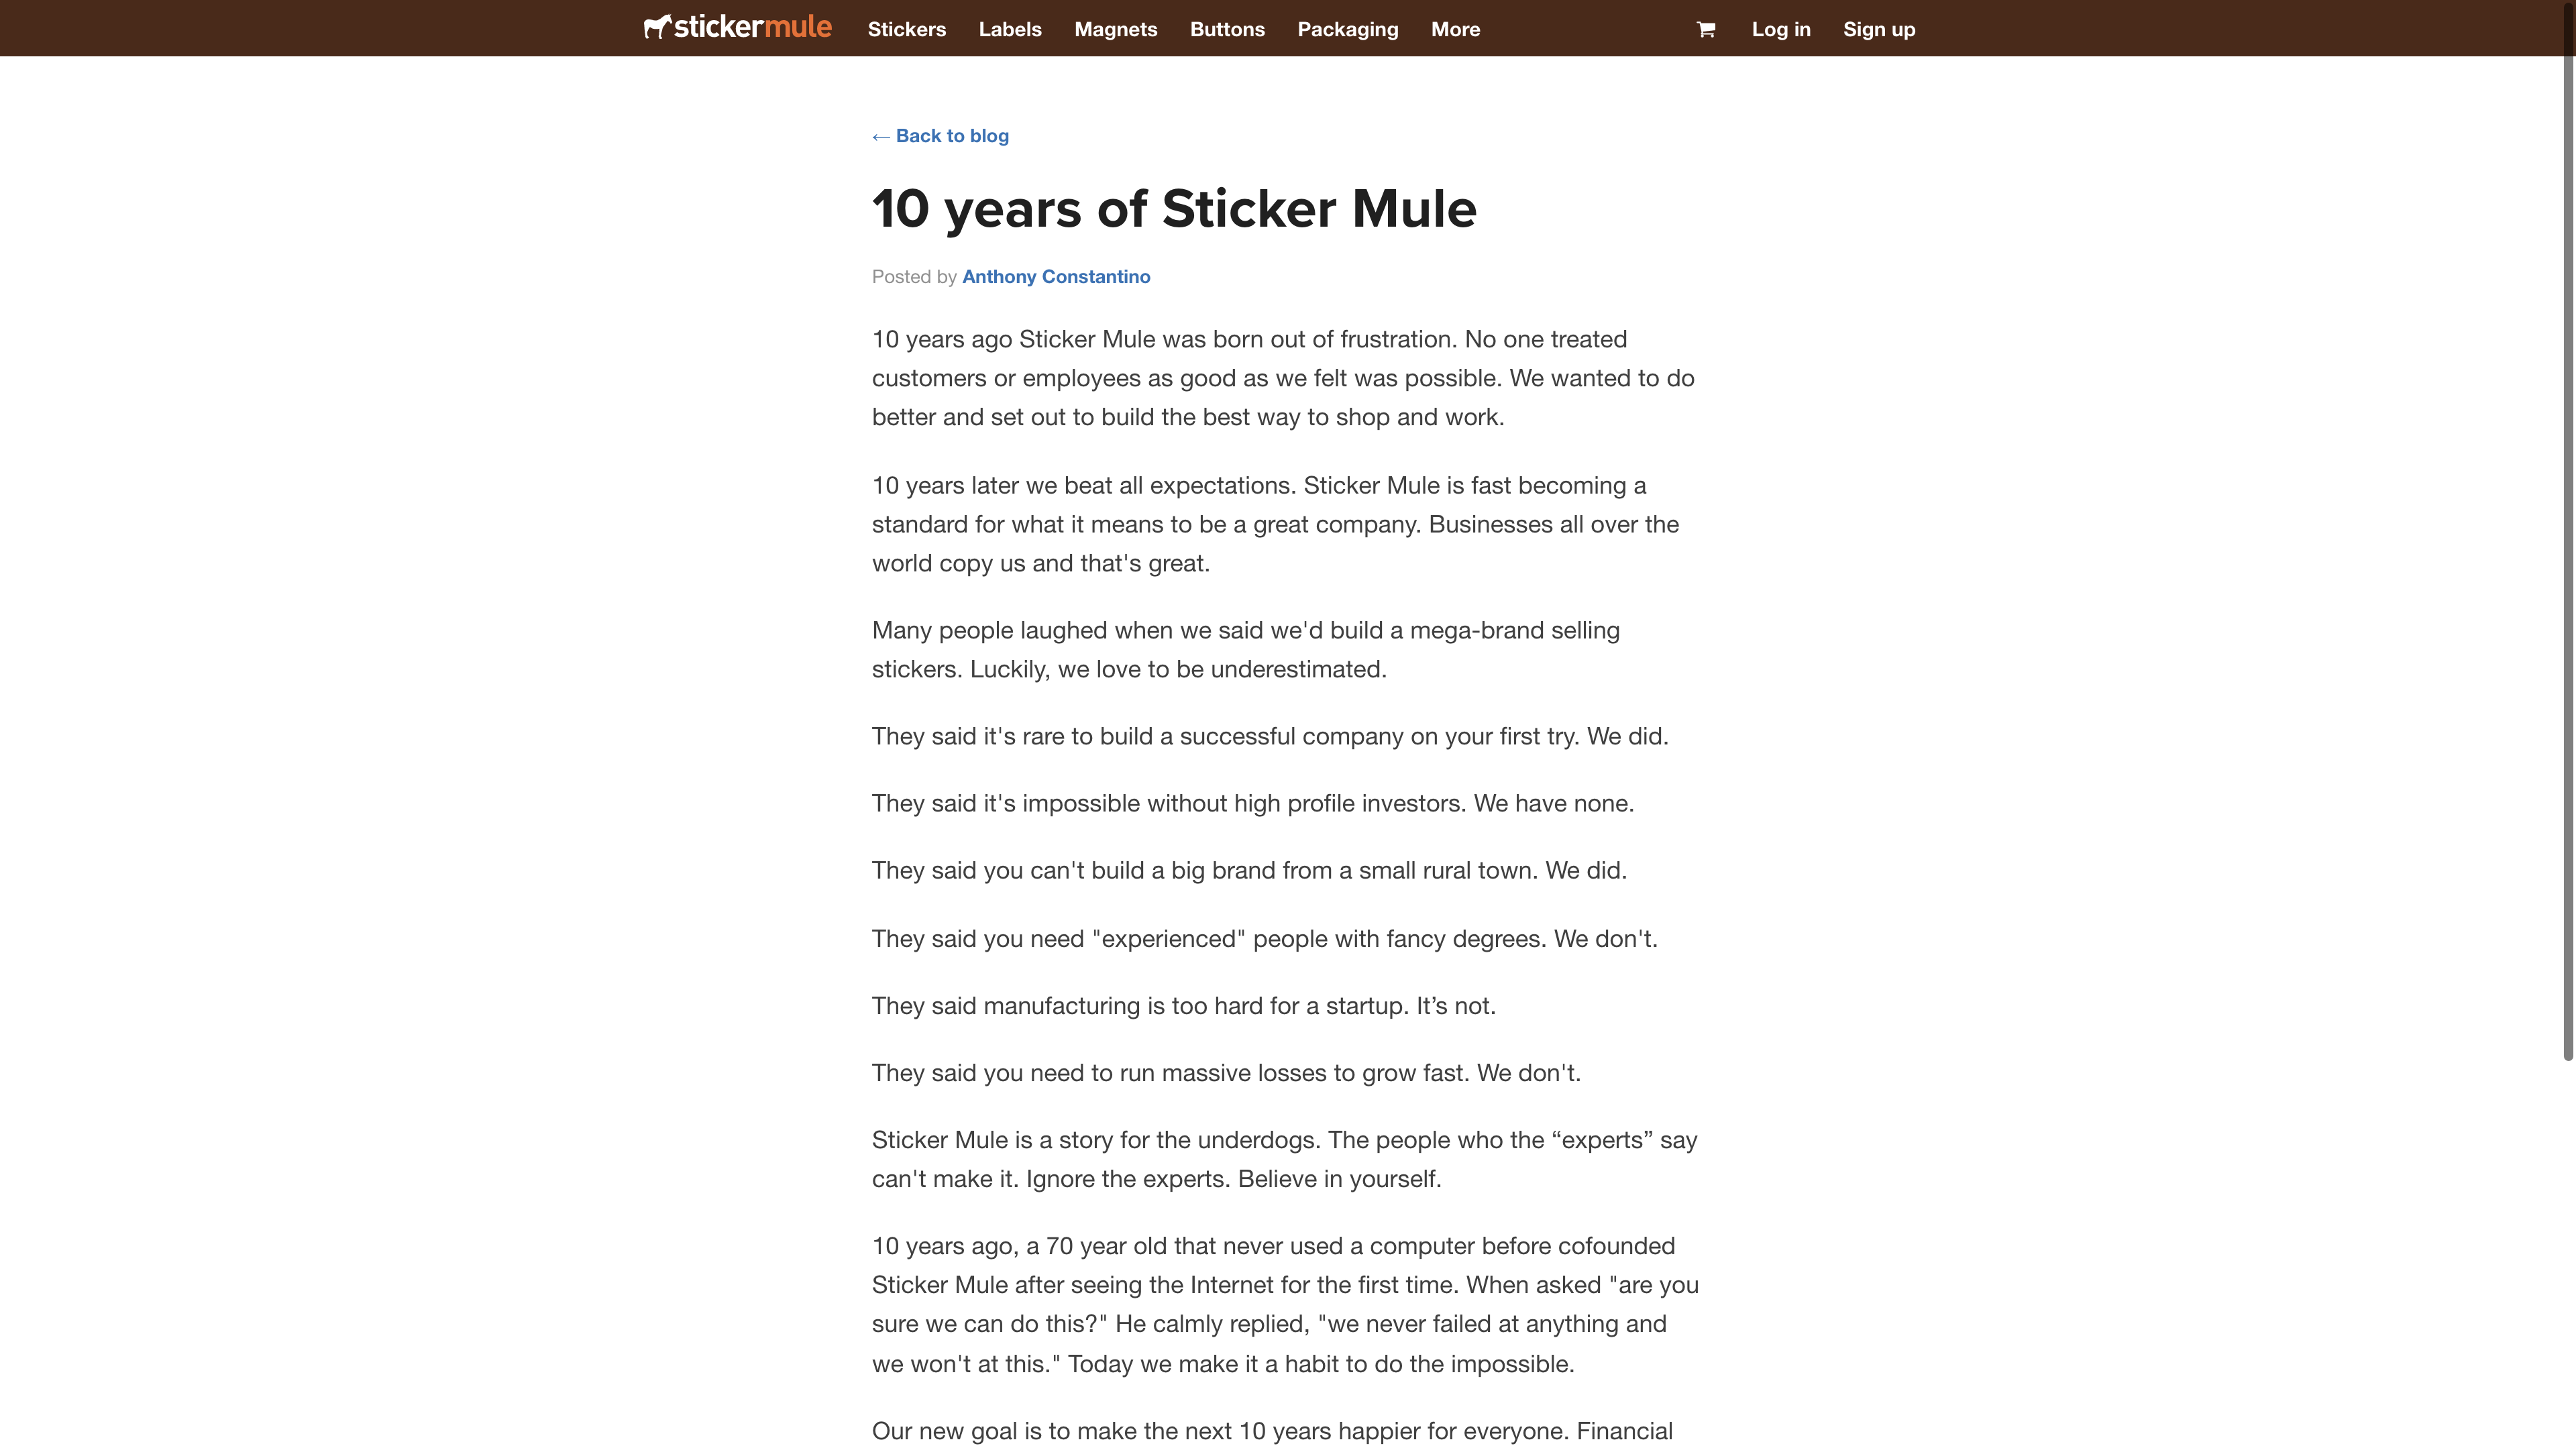 stickermule Stickers Labels Magnets Buttons Packaging More Log in Sign up
← Back to blog
10 years of Sticker Mule
Posted by Anthony Constantino
10 years ago Sticker Mule was born out of frustration. No one treated
customers or employees as good as we felt was possible. We wanted to do
better and set out to build the best way to shop and work.
10 years later we beat all expectations. Sticker Mule is fast becoming a
standard for what it means to be a great company. Businesses all over the
world copy us and that's great.
Many people laughed when we said we'd build a mega-brand selling
stickers. Luckily, we love to be underestimated.
They said it's rare to build a successful company on your first try. We did.
They said it's impossible without high profile investors. We have none.
They said you can't build a big brand from a small rural town. We did.
They said you need "experienced" people with fancy degrees. We don't.
They said manufacturing is too hard for a startup. It’s not.
They said you need to run massive losses to grow fast. We don't.
Sticker Mule is a story for the underdogs. The people who the “experts” say
can't make it. Ignore the experts. Believe in yourself.
10 years ago, a 70 year old that never used a computer before cofounded
Sticker Mule after seeing the Internet for the first time. When asked "are you
sure we can do this?" He calmly replied, "we never failed at anything and
we won't at this." Today we make it a habit to do the impossible.
Our new goal is to make the next 10 years happier for everyone. Financial